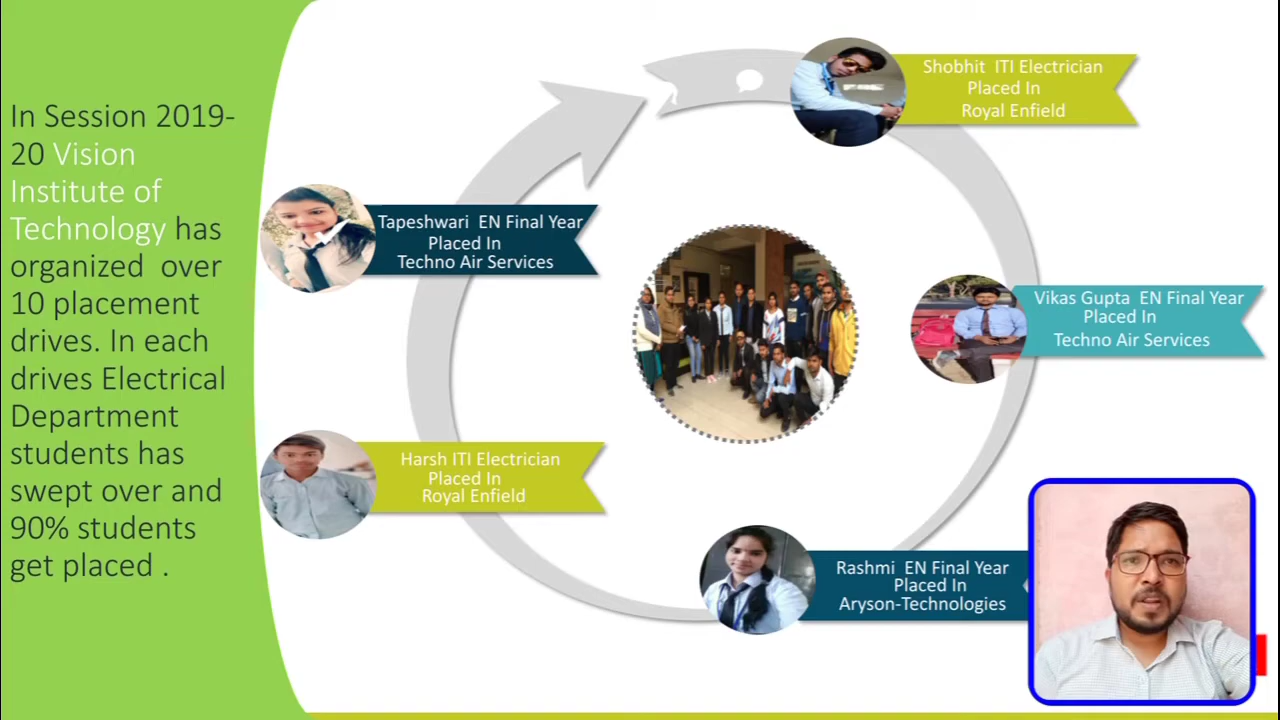 In Session 2019-
20 Vision
Institute of
Technology has
organized over
10 placement
drives. In each
drives Electrical
Department
students has
swept over and
90% students
get placed .
Shobhit ITI Electrician
Placed In
Royal Enfield
Tapeshwari EN Final Year
Placed In
Techno Air Services
Vikas Gupta EN Final Year
Placed In
Techno Air Services
Harsh ITI Electrician
Placed In
Royal Enfield
Rashmi EN Final Year
Placed In
Aryson-Technologies